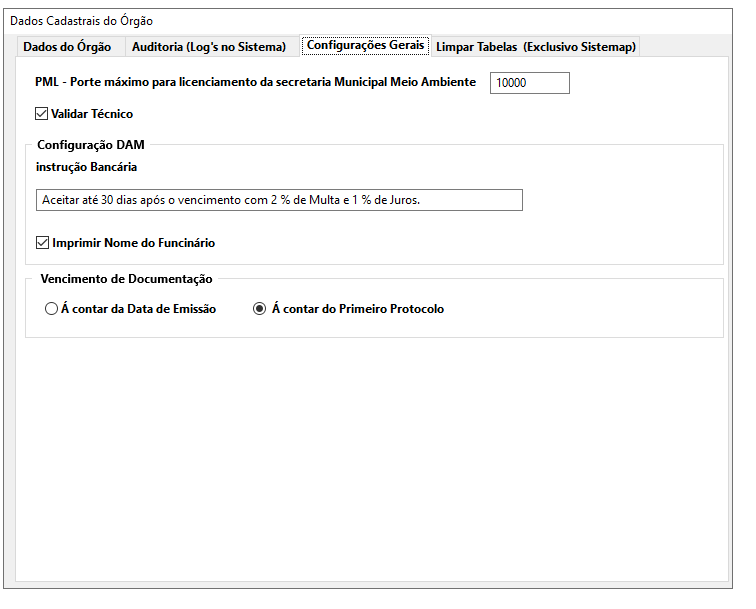 Dados Cadastrais do Órgão
Dados do Órgão Auditoria (Log's no Sistema) Configurações Gerais Limpar Tabelas (Exclusivo Sistemap)
PML - Porte máximo para licenciamento da secretaria Municipal Meio Ambiente 10000
Validar Técnico
Configuração DAM
instrução Bancária
Aceitar até 30 dias após o vencimento com 2 % de Multa e 1 % de Juros.
Imprimir Nome do Funcinário
Vencimento de Documentação
Á contar da Data de Emissão Á contar do Primeiro Protocolo